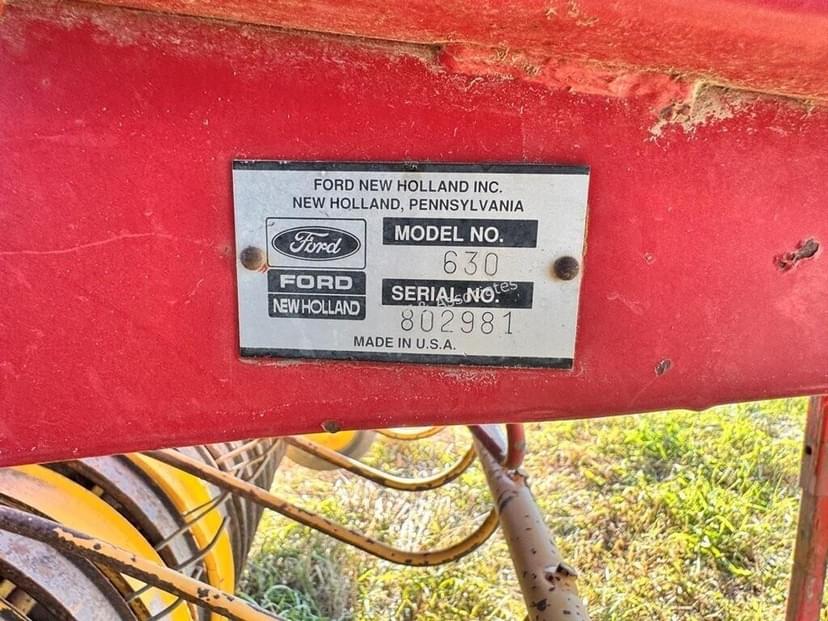 FORD NEW HOLLAND INC.
NEW HOLLAND, PENNSYLVANIA
Ford
FORD
NEW HOLLAND
MODEL NO.
630
SERIAL NO.
& Associates
802981
MADE IN U.S.A.